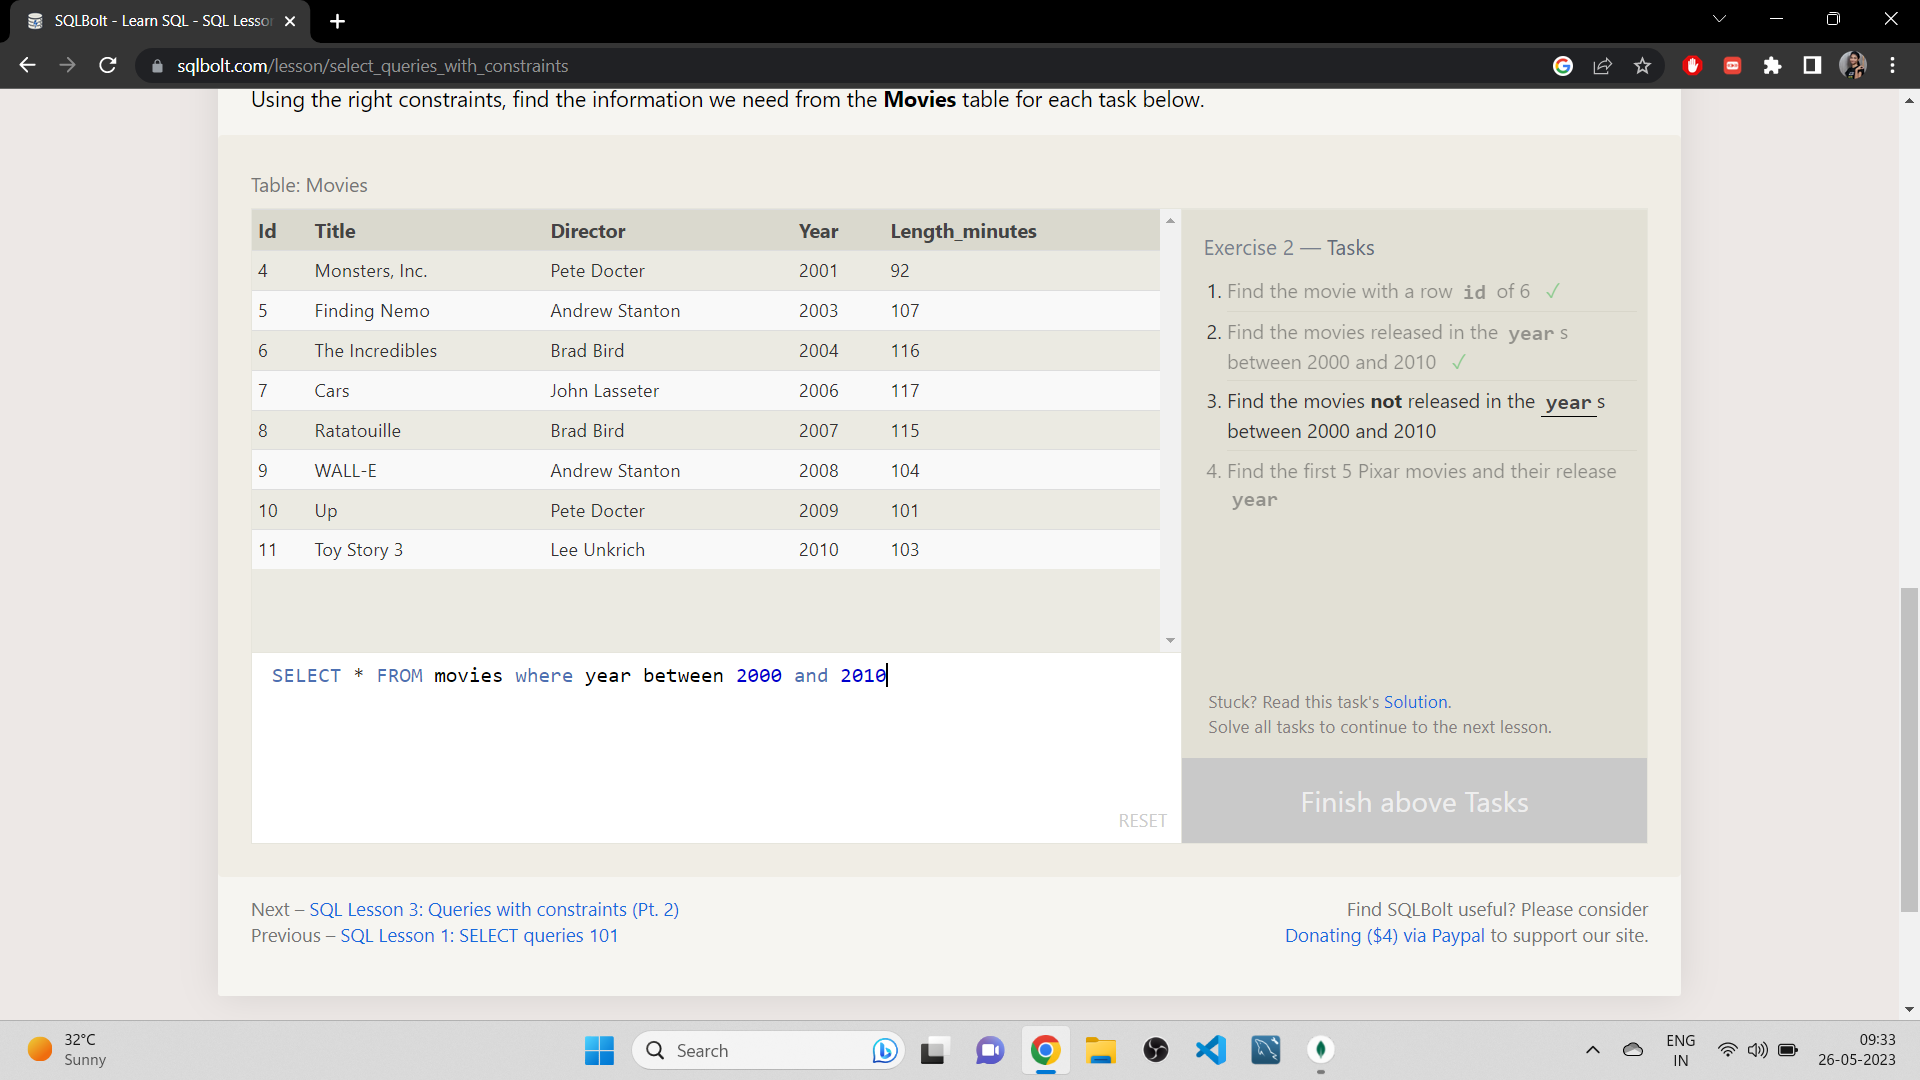 SQLBolt - Learn SQL - SQL Lesso
sqlbolt.com/lesson/select_queries_with_constraints
Using the right constraints, find the information we need from the Movies table for each task below.
Table: Movies
Id Title Director Year Length_minutes
4 Monsters, Inc. Pete Docter 2001 92
5 Finding Nemo Andrew Stanton 2003 107
6 The Incredibles Brad Bird 2004 116
7 Cars John Lasseter 2006 117
8 Ratatouille Brad Bird 2007 115
9 WALL-E Andrew Stanton 2008 104
10 Up Pete Docter 2009 101
11 Toy Story 3 Lee Unkrich 2010 103
SELECT * FROM movies where year between 2000 and 2010
RESET
Exercise 2 — Tasks
1. Find the movie with a row id of 6 ✓
2. Find the movies released in the year s
between 2000 and 2010 ✓
3. Find the movies not released in the year s
between 2000 and 2010
4. Find the first 5 Pixar movies and their release
year
Stuck? Read this task's Solution.
Solve all tasks to continue to the next lesson.
Finish above Tasks
Next – SQL Lesson 3: Queries with constraints (Pt. 2)
Previous – SQL Lesson 1: SELECT queries 101
Find SQLBolt useful? Please consider
Donating ($4) via Paypal to support our site.
32°C
Sunny
Search
ENG
IN
09:33
26-05-2023